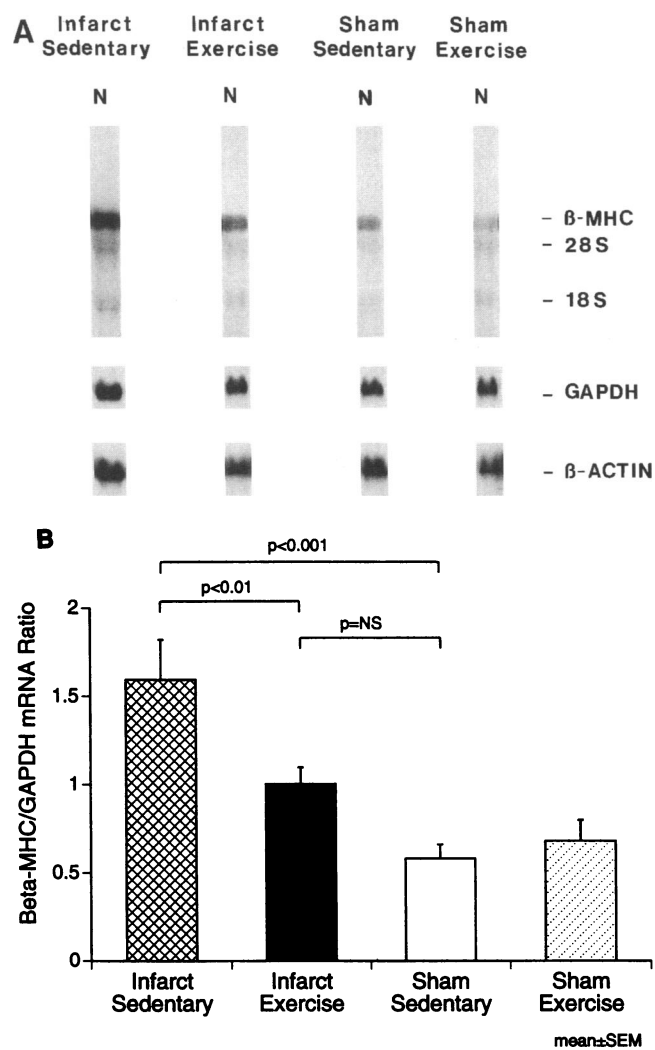 A
Infarct
Sedentary
Infarct
Exercise
Sham
Sedentary
Sham
Exercise
N
N
N
N
– ß-MHC
– 28S
– 18S
– GAPDH
– ß-ACTIN
B
p<0.001
p<0.01
p=NS
Beta-MHC/GAPDH mRNA Ratio
2
1.5
1
0.5
0
Infarct
Sedentary
Infarct
Exercise
Sham
Sedentary
Sham
Exercise
mean±SEM